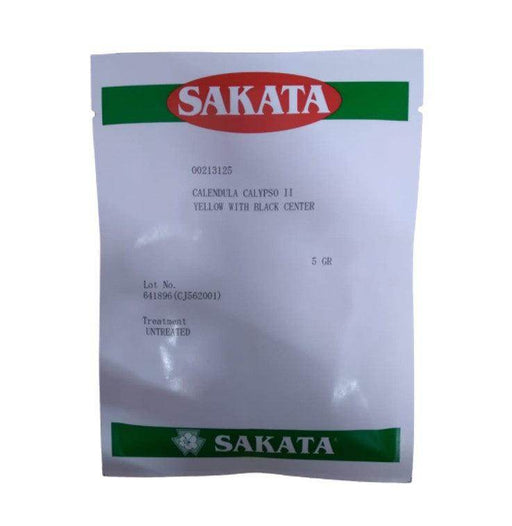 SAKATA
00213125
CALENDULA CALYPSO II
YELLOW WITH BLACK CENTER
5 GR
Lot No.
641896(CJ562001)
Treatment
UNTREATED
SAKATA®